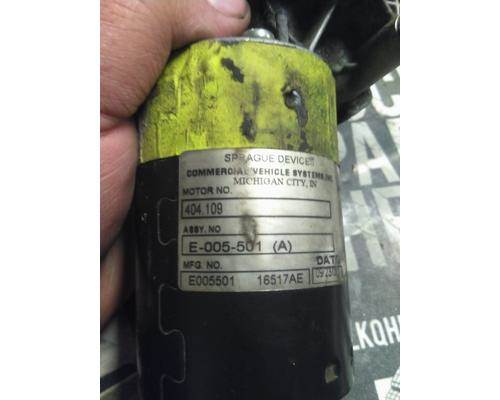 SPRAGUE DEVICES
COMMERCIAL VEHICLE SYSTEMS, INC.
MICHIGAN CITY, IN
MOTOR NO.
404.109
ASSY. NO
E-005-501 (A)
MFG. NO. DATE
E005501 16517AE
LKQH